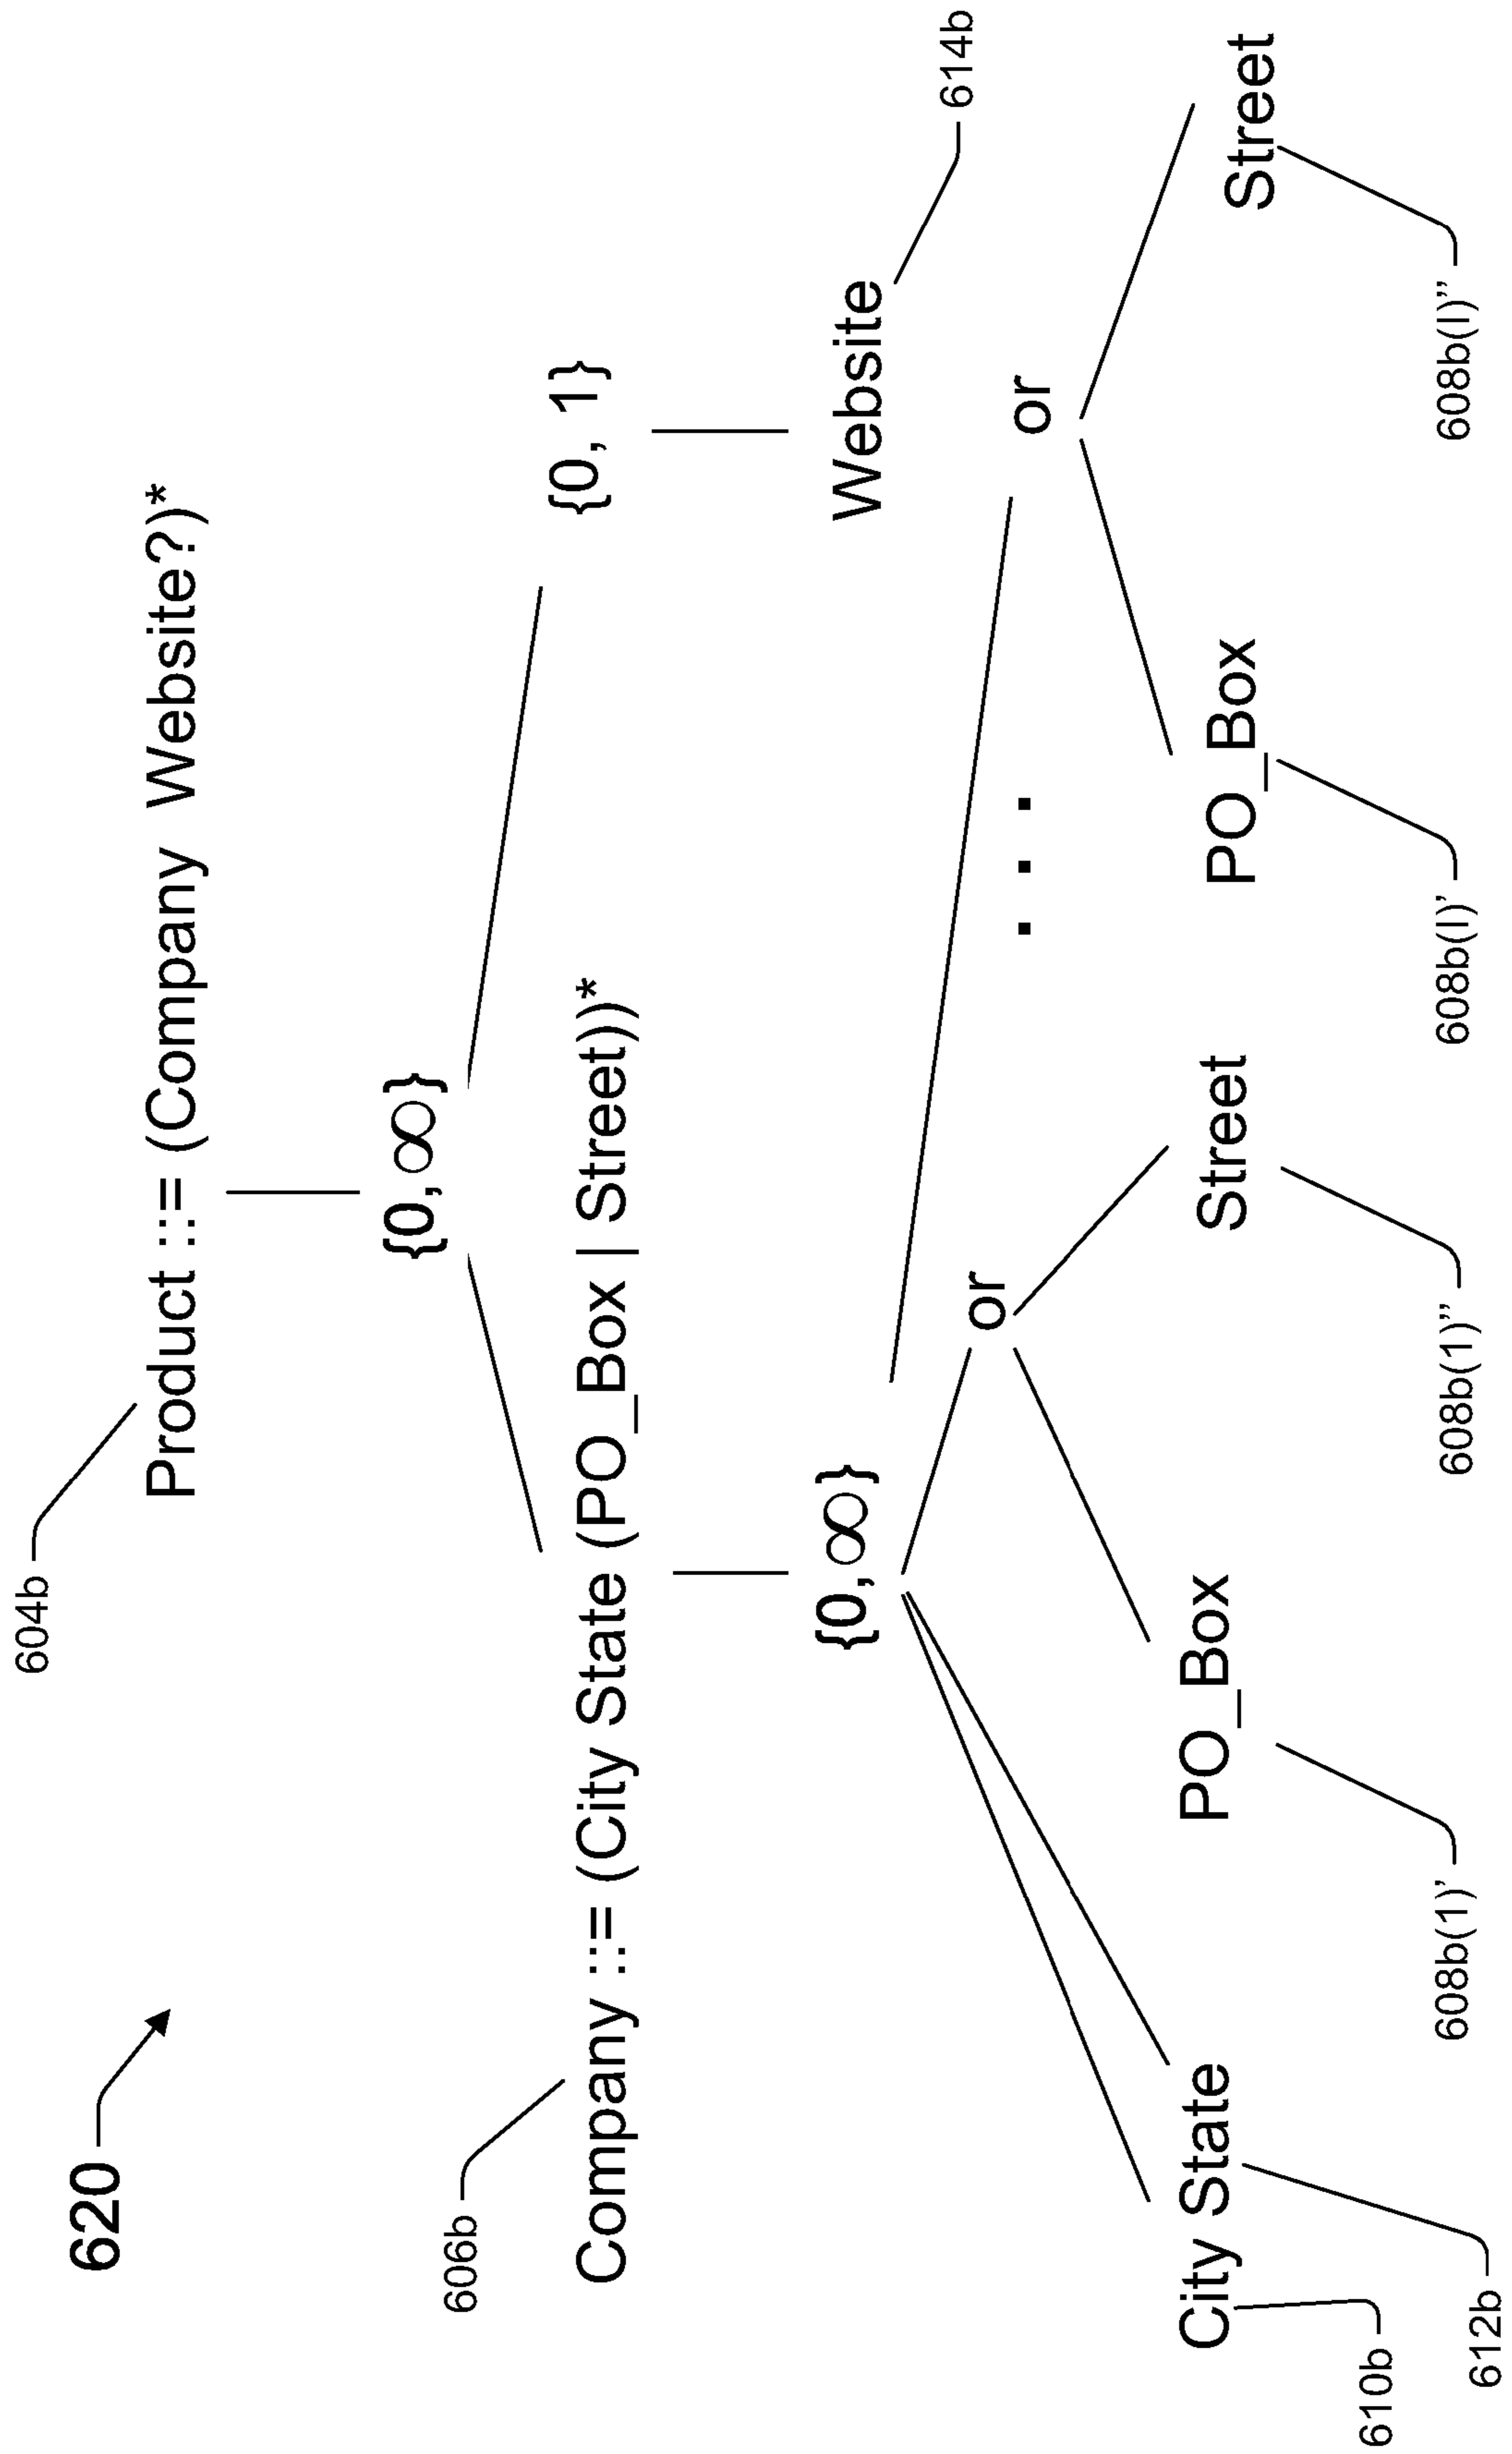 620
604b
Product ::= (Company Website?)*
{0,∞}
606b
Company ::= (City State (PO_Box | Street))*
{0, 1}
{0,∞}
Website
614b
or
. . .
or
City State
PO_Box
Street
PO_Box
Street
610b
612b
608b(1)’
608b(1)”
608b(I)’
608b(I)”